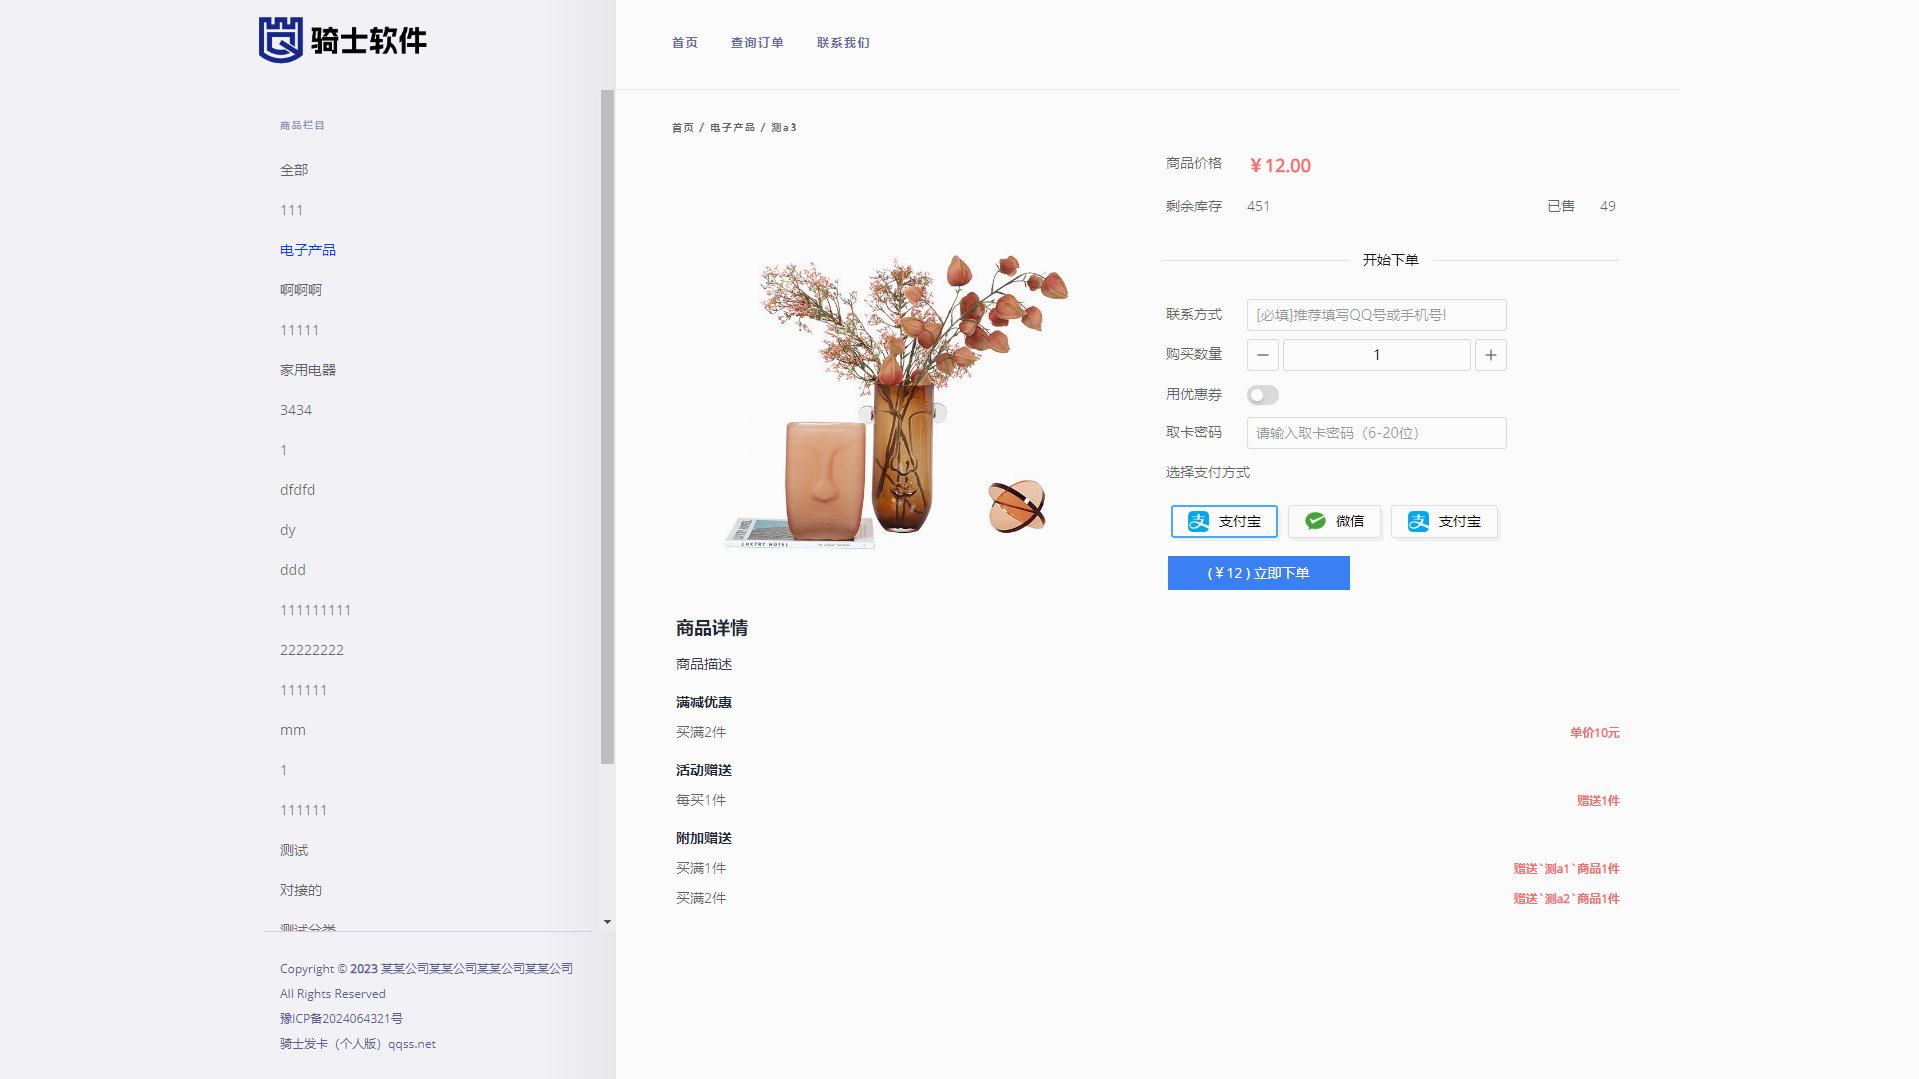 骑士软件
首页 查询订单 联系我们
商品栏目
全部
111
电子产品
啊啊啊
11111
家用电器
3434
1
dfdfd
dy
ddd
111111111
22222222
111111
mm
1
111111
测试
对接的
测试分类
Copyright © 2023 某某公司某某公司某某公司某某公司
All Rights Reserved
豫ICP备2024064321号
骑士发卡（个人版）qqss.net
首页 / 电子产品 / 测a3
商品价格 ￥12.00
剩余库存 451 已售 49
开始下单
联系方式 [必填]推荐填写QQ号或手机号!
购买数量 1
用优惠券
取卡密码 请输入取卡密码（6-20位）
选择支付方式
支付宝 微信 支付宝
(￥12 ) 立即下单
LUXTRY HOTEL
商品详情
商品描述
满减优惠
买满2件 单价10元
活动赠送
每买1件 赠送1件
附加赠送
买满1件 赠送`测a1`商品1件
买满2件 赠送`测a2`商品1件